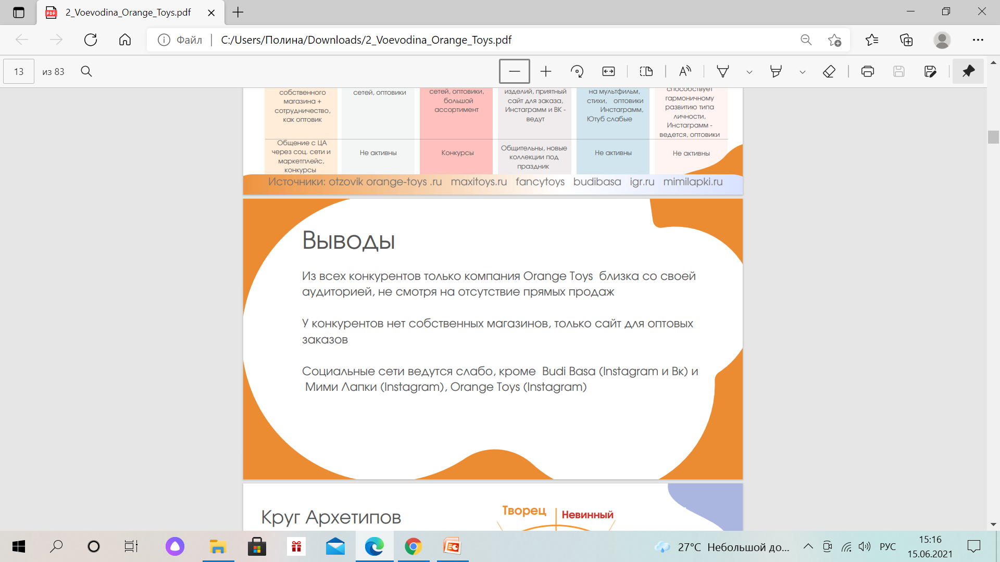 2_Voevodina_Orange_Toys.pdf
Файл
C:/Users/Полина/Downloads/2_Voevodina_Orange_Toys.pdf
13 из 83
собственного
магазина +
сотрудничество,
как оптовик
сетей, оптовики
сетей, оптовики,
большой
ассортимент
изделий, приятный
сайт для заказа,
Инстаграмм и ВК -
ведут
на мультфильм,
стихи, оптовики
Инстаграмм,
Ютуб слабые
способствует
гармоничному
развитию типа
личности,
Инстаграмм -
ведется, оптовики
Общение с ЦА
через соц. сети и
маркетплейс,
конкурсы
Не активны
Конкурсы
Общительны, новые
коллекции под
праздник
Не активны
Не активны
Источники: otzovik orange-toys .ru maxitoys.ru fancytoys budibasa igr.ru mimilapki.ru
Выводы
Из всех конкурентов только компания Orange Toys близка со своей
аудиторией, не смотря на отсутствие прямых продаж
У конкурентов нет собственных магазинов, только сайт для оптовых
заказов
Социальные сети ведутся слабо, кроме Budi Basa (Instagram и Вк) и
Мими Лапки (Instagram), Orange Toys (Instagram)
Круг Архетипов
Творец
Невинный
27°C Небольшой до...
РУС
15:16
15.06.2021